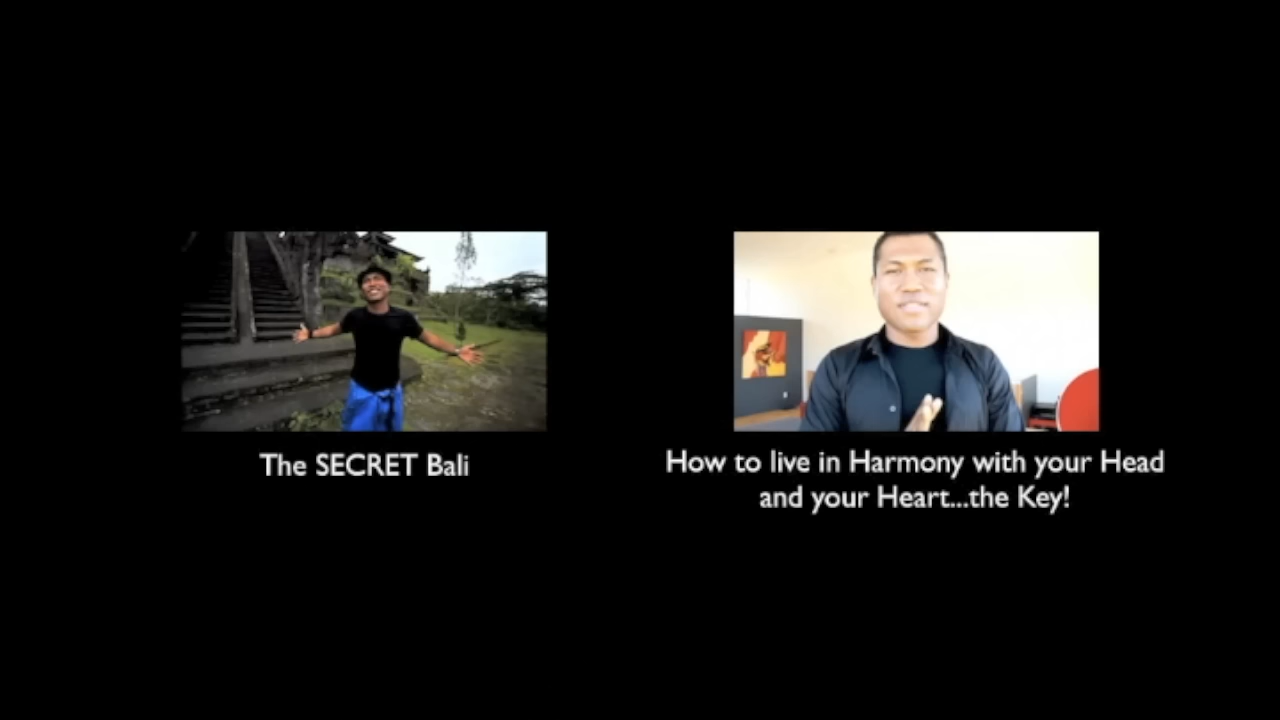 The SECRET Bali
How to live in Harmony with your Head
and your Heart...the Key!